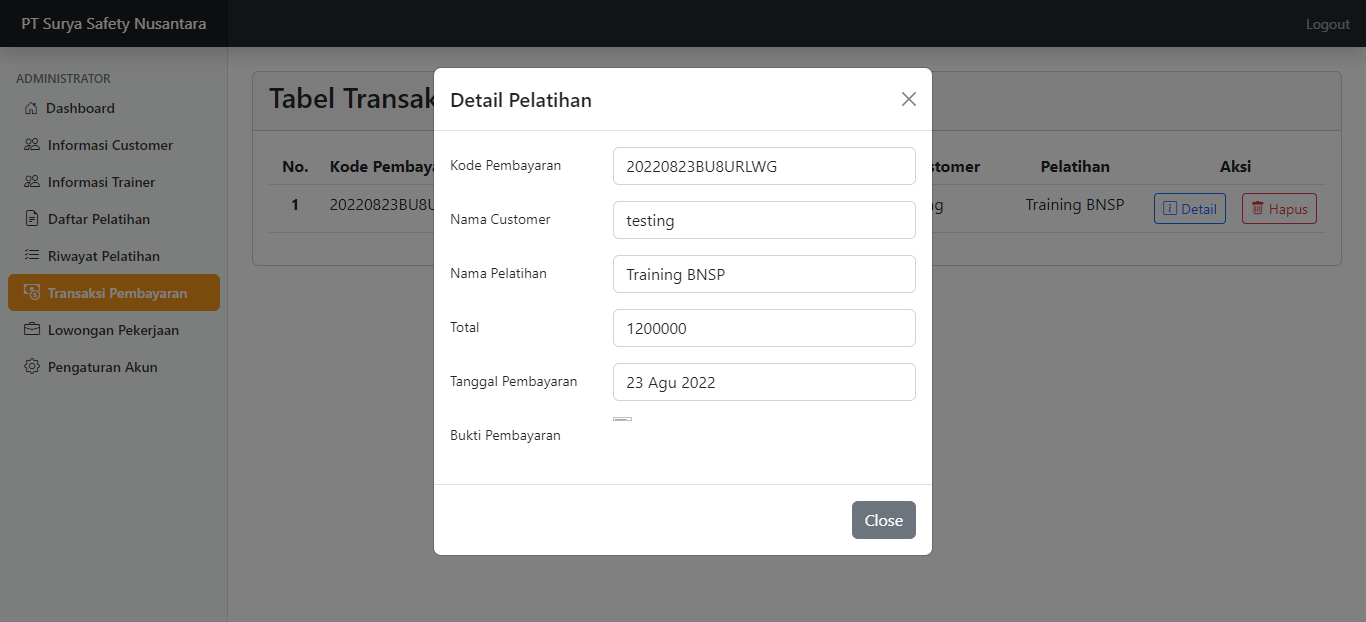 PT Surya Safety Nusantara
Logout
ADMINISTRATOR
Dashboard
Informasi Customer
Informasi Trainer
Daftar Pelatihan
Riwayat Pelatihan
Transaksi Pembayaran
Lowongan Pekerjaan
Pengaturan Akun
Tabel Transak
No. Kode Pembaya stomer Pelatihan Aksi
1 20220823BU8U g Training BNSP Detail Hapus
Detail Pelatihan
Kode Pembayaran 20220823BU8URLWG
Nama Customer testing
Nama Pelatihan Training BNSP
Total 1200000
Tanggal Pembayaran 23 Agu 2022
Bukti Pembayaran
Close